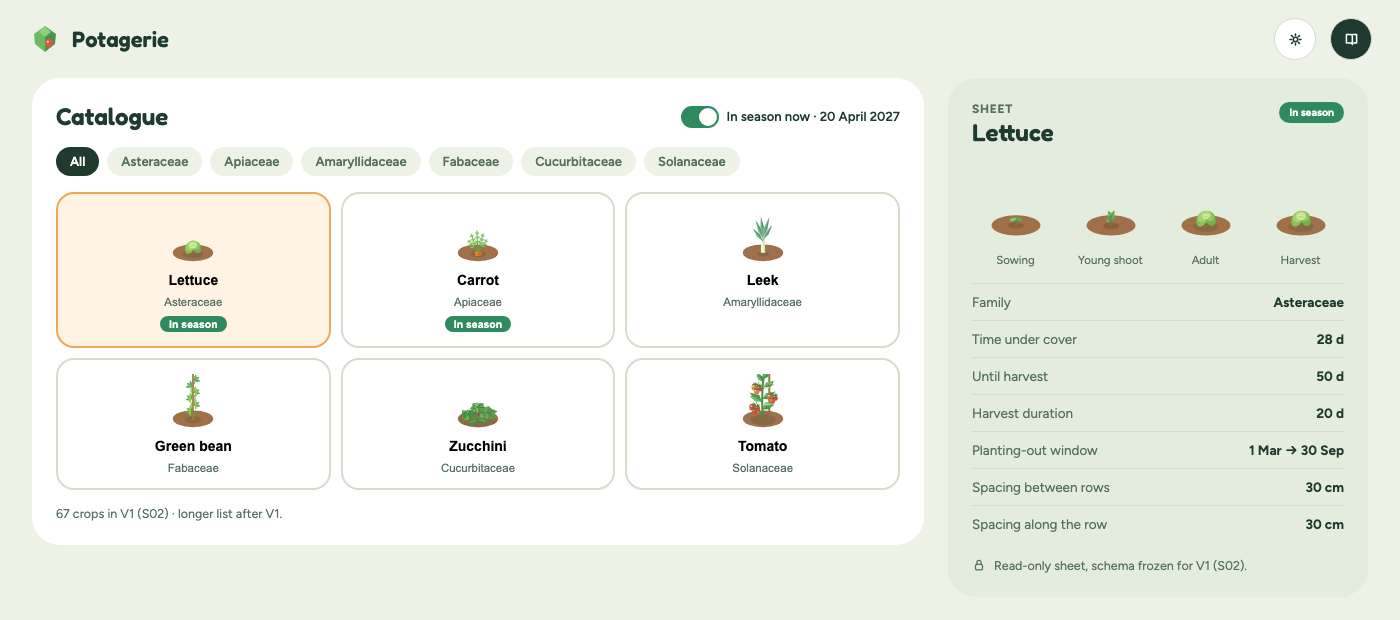 Potagerie
Catalogue
In season now · 20 April 2027
All
Asteraceae
Apiaceae
Amaryllidaceae
Fabaceae
Cucurbitaceae
Solanaceae
Lettuce
Asteraceae
In season
Carrot
Apiaceae
In season
Leek
Amaryllidaceae
Green bean
Fabaceae
Zucchini
Cucurbitaceae
Tomato
Solanaceae
67 crops in V1 (S02) · longer list after V1.
SHEET
In season
Lettuce
Sowing
Young shoot
Adult
Harvest
Family Asteraceae
Time under cover 28 d
Until harvest 50 d
Harvest duration 20 d
Planting-out window 1 Mar → 30 Sep
Spacing between rows 30 cm
Spacing along the row 30 cm
Read-only sheet, schema frozen for V1 (S02).